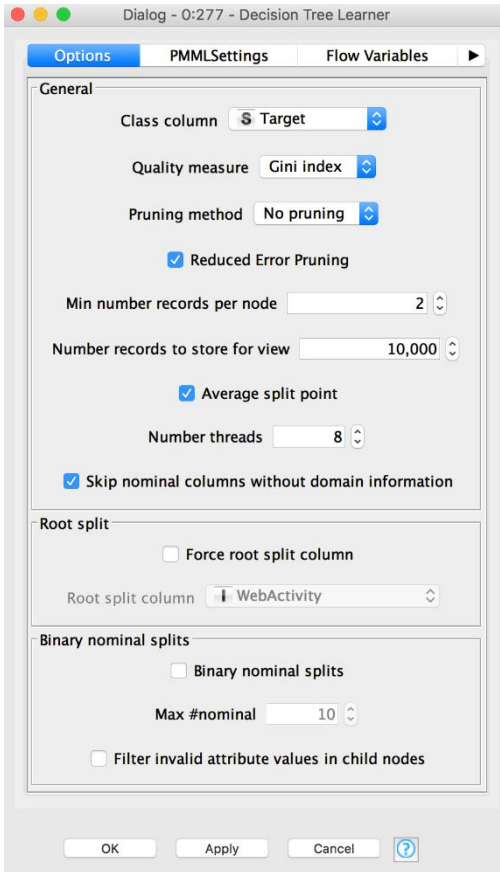 Dialog - 0:277 - Decision Tree Learner
Options PMMLSettings Flow Variables
General
Class column S Target
Quality measure Gini index
Pruning method No pruning
Reduced Error Pruning
Min number records per node 2
Number records to store for view 10,000
Average split point
Number threads 8
Skip nominal columns without domain information
Root split
Force root split column
Root split column I WebActivity
Binary nominal splits
Binary nominal splits
Max #nominal 10
Filter invalid attribute values in child nodes
OK Apply Cancel ?